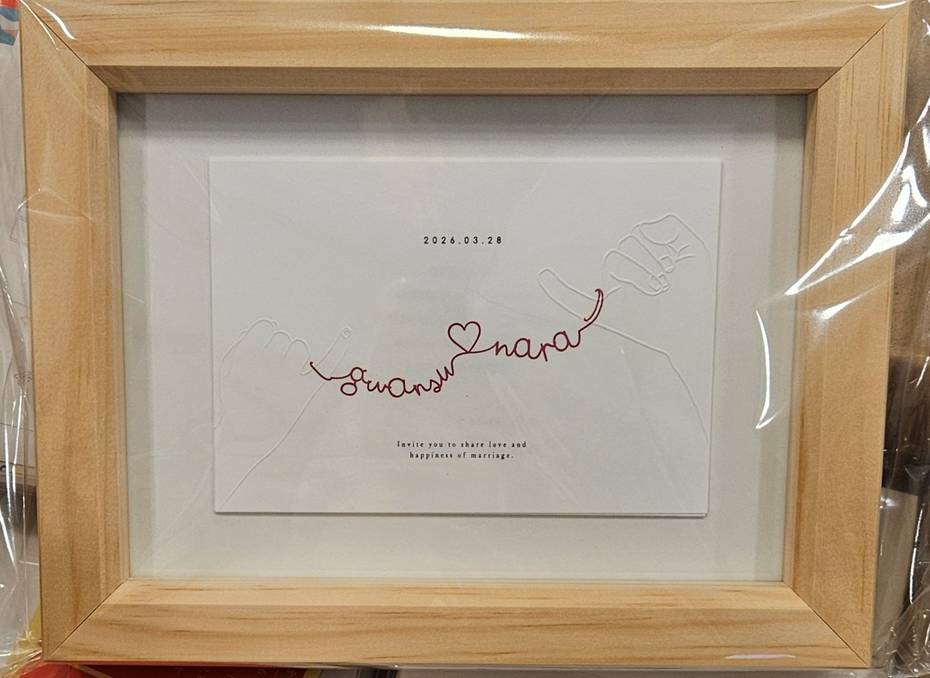 2026.03.28
gwansu ♡ nara
Invite you to share love and
happiness of marriage.